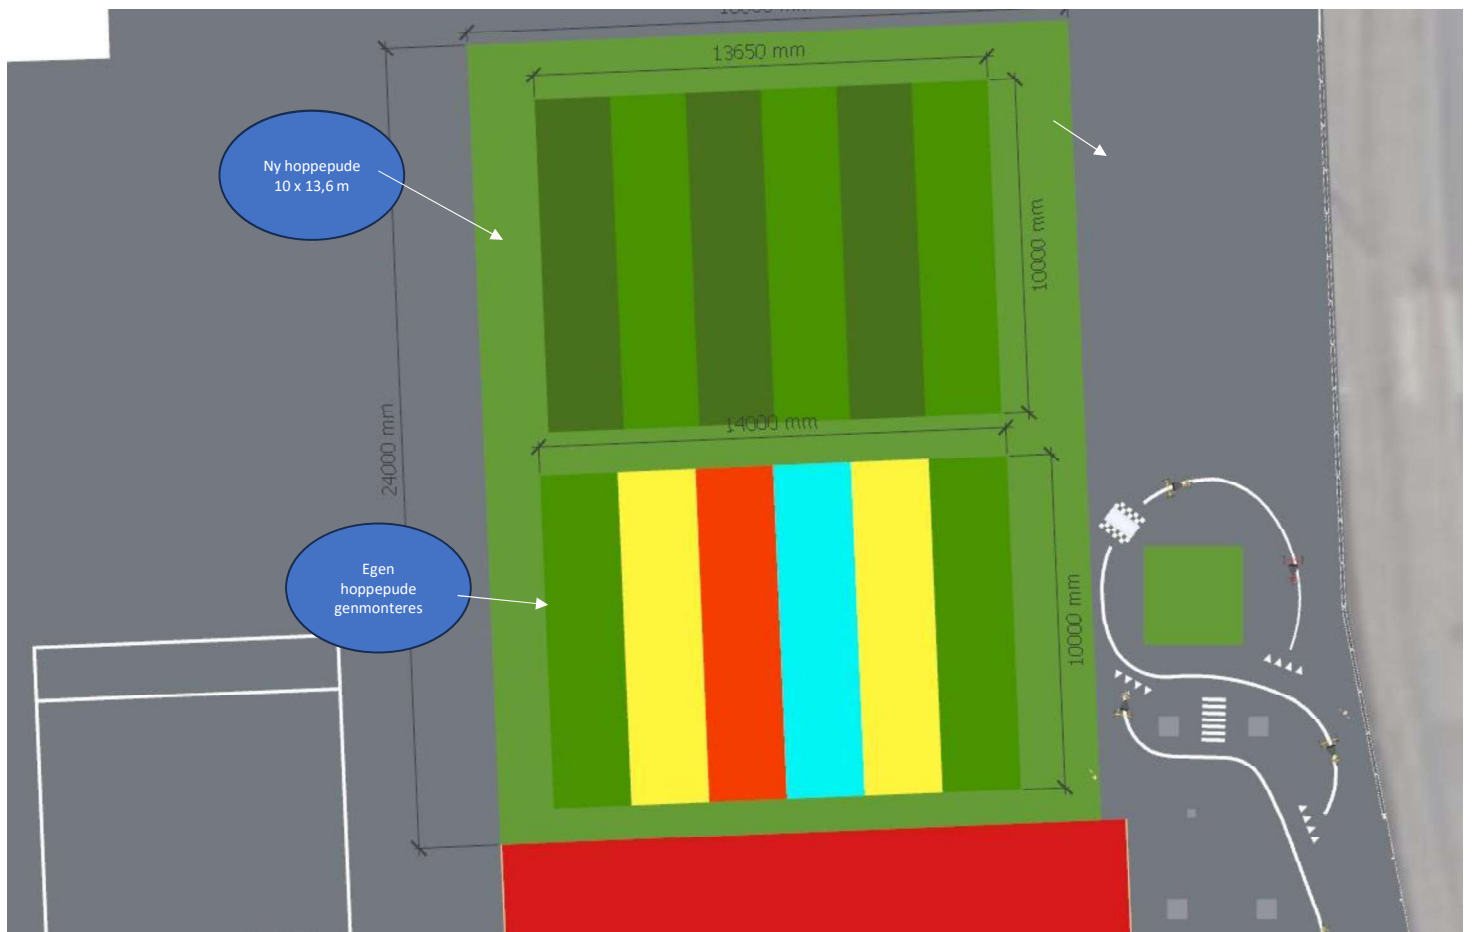 13650 mm
Ny hoppepude
10 x 13,6 m
10000 mm
14000 mm
24000 mm
Egen
hoppepude
genmonteres
10000 mm